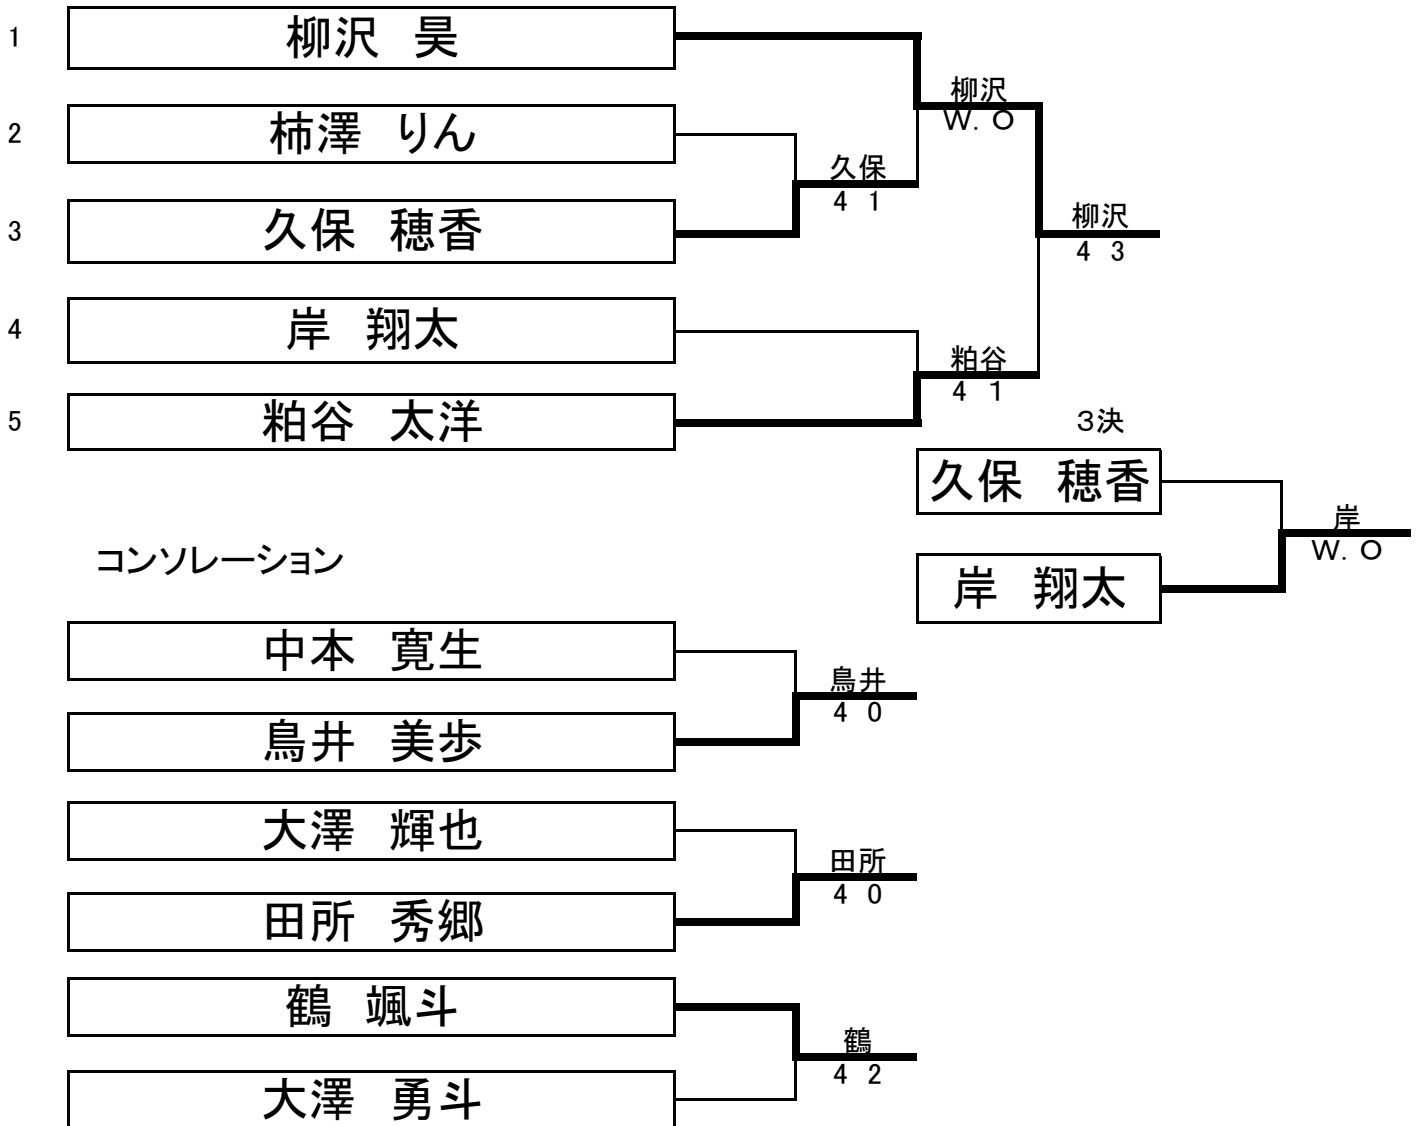 1 柳沢 昊
柳沢
W. O
2 柿澤 りん
久保
4 1
3 久保 穂香
柳沢
4 3
4 岸 翔太
粕谷
4 1
5 粕谷 太洋
3決
久保 穂香
岸
W. O
岸 翔太
コンソレーション
中本 寛生
鳥井
4 0
鳥井 美歩
大澤 輝也
田所
4 0
田所 秀郷
鶴 颯斗
鶴
4 2
大澤 勇斗